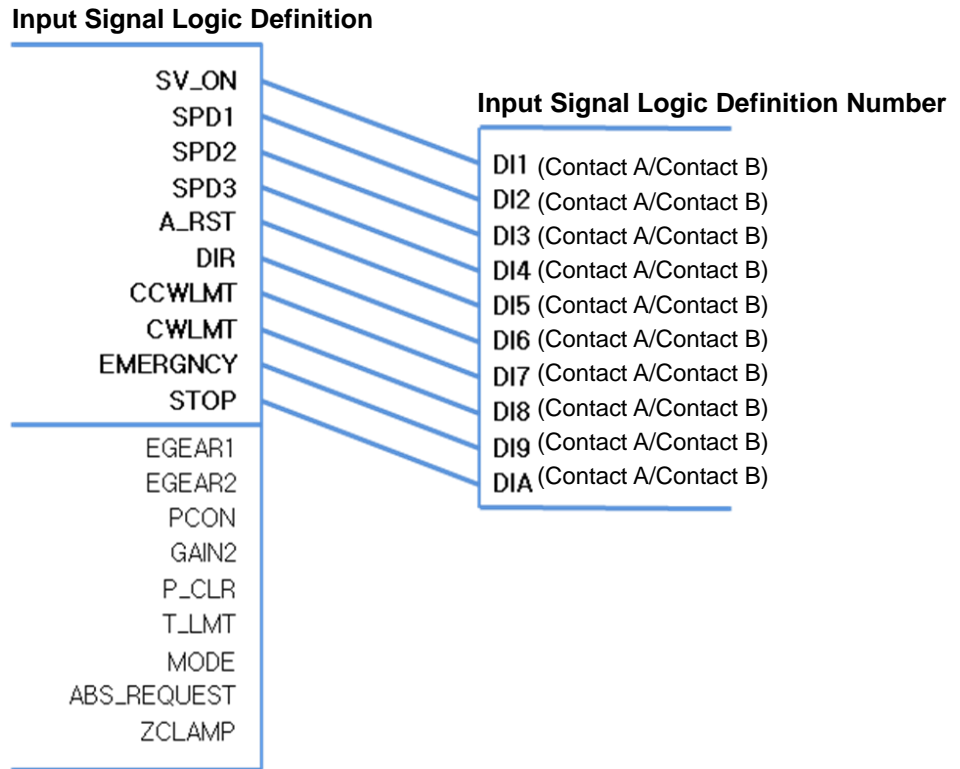 Input Signal Logic Definition
SV_ON
SPD1
SPD2
SPD3
A_RST
DIR
CCWLMT
CWLMT
EMERGNCY
STOP
EGEAR1
EGEAR2
PCON
GAIN2
P_CLR
T_LMT
MODE
ABS_REQUEST
ZCLAMP
Input Signal Logic Definition Number
DI1 (Contact A/Contact B)
DI2 (Contact A/Contact B)
DI3 (Contact A/Contact B)
DI4 (Contact A/Contact B)
DI5 (Contact A/Contact B)
DI6 (Contact A/Contact B)
DI7 (Contact A/Contact B)
DI8 (Contact A/Contact B)
DI9 (Contact A/Contact B)
DIA (Contact A/Contact B)